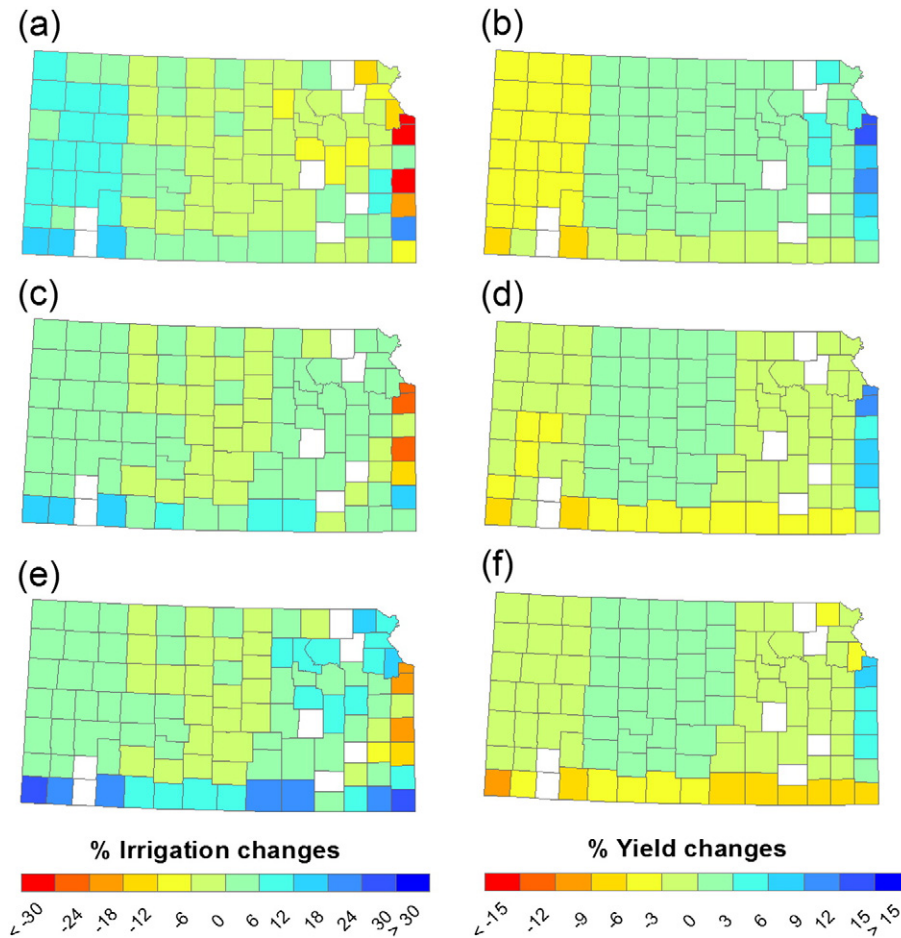 (a)
(b)
(c)
(d)
(e)
(f)
% Irrigation changes
< -30 -24 -18 -12 -6 0 6 12 18 24 30 > 30
% Yield changes
< -15 -12 -9 -6 -3 0 3 6 9 12 15 > 15